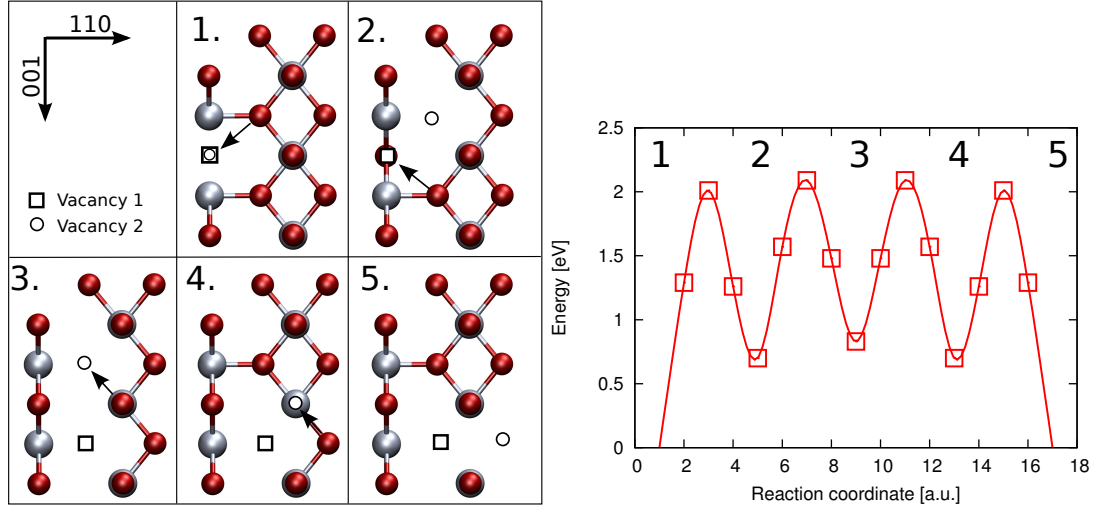 110
001
Vacancy 1
Vacancy 2
1.
2.
3.
4.
5.
1 2 3 4 5
2.5
2
1.5
1
0.5
0
Energy [eV]
0 2 4 6 8 10 12 14 16 18
Reaction coordinate [a.u.]